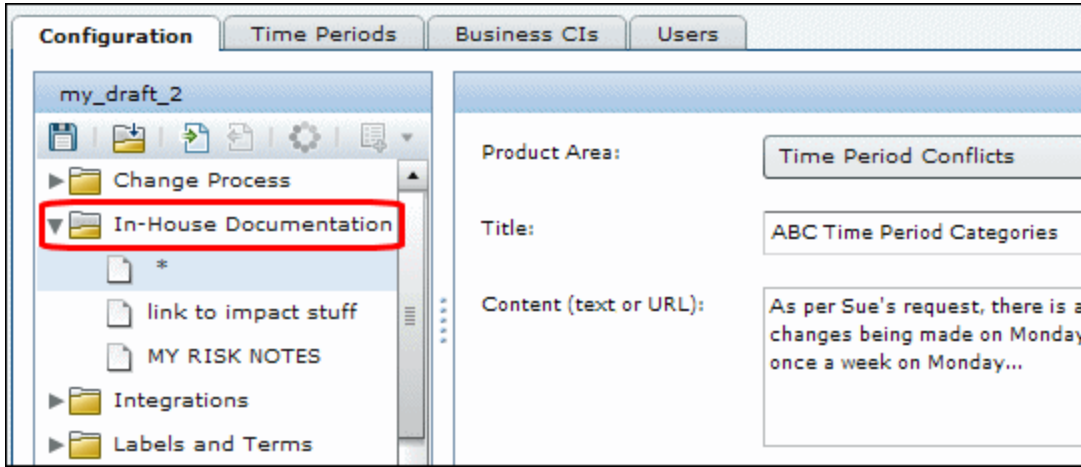 Configuration
Time Periods
Business CIs
Users
my_draft_2
Change Process
In-House Documentation
*
link to impact stuff
MY RISK NOTES
Integrations
Labels and Terms
Product Area:
Time Period Conflicts
Title:
ABC Time Period Categories
Content (text or URL):
As per Sue's request, there is a
changes being made on Monday
once a week on Monday...